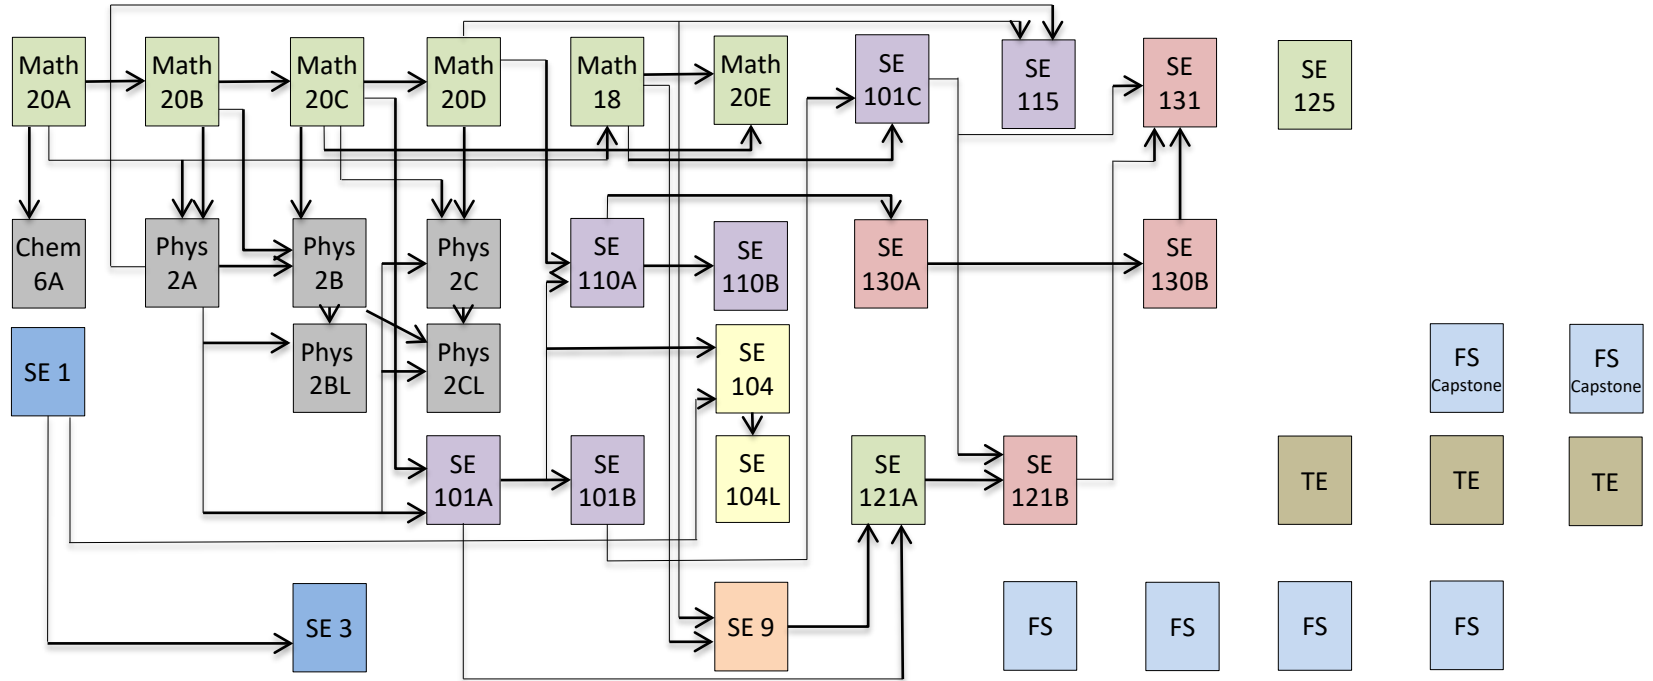 Math
20A
Math
20B
Math
20C
Math
20D
Math
18
Math
20E
SE
101C
SE
115
SE
131
SE
125
Chem
6A
Phys
2A
Phys
2B
Phys
2C
SE
110A
SE
110B
SE
130A
SE
130B
SE 1
Phys
2BL
Phys
2CL
SE
104
FS
Capstone
FS
Capstone
SE
101A
SE
101B
SE
104L
SE
121A
SE
121B
TE
TE
TE
SE 3
SE 9
FS
FS
FS
FS